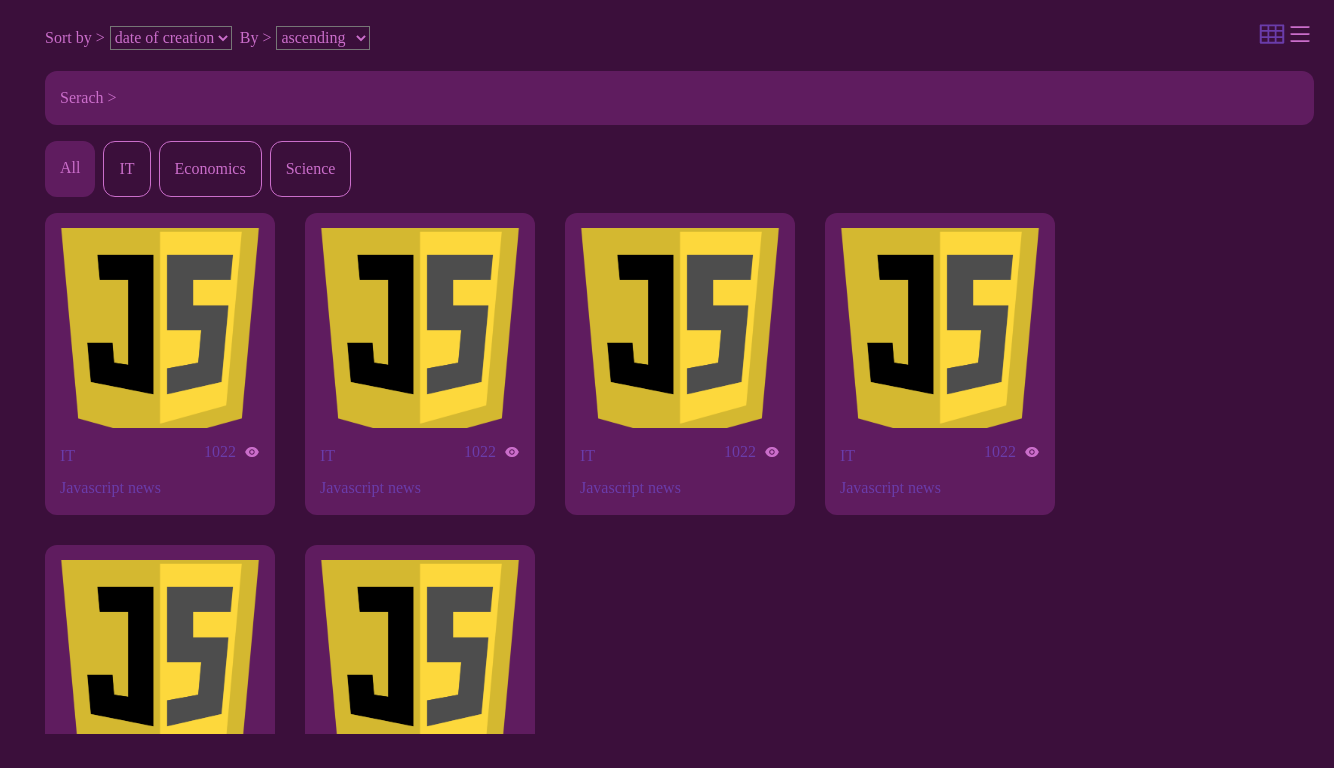 Sort by > date of creation By > ascending
Serach >
All IT Economics Science
JS JS JS JS
IT 1022 IT 1022 IT 1022 IT 1022
Javascript news Javascript news Javascript news Javascript news
JS JS